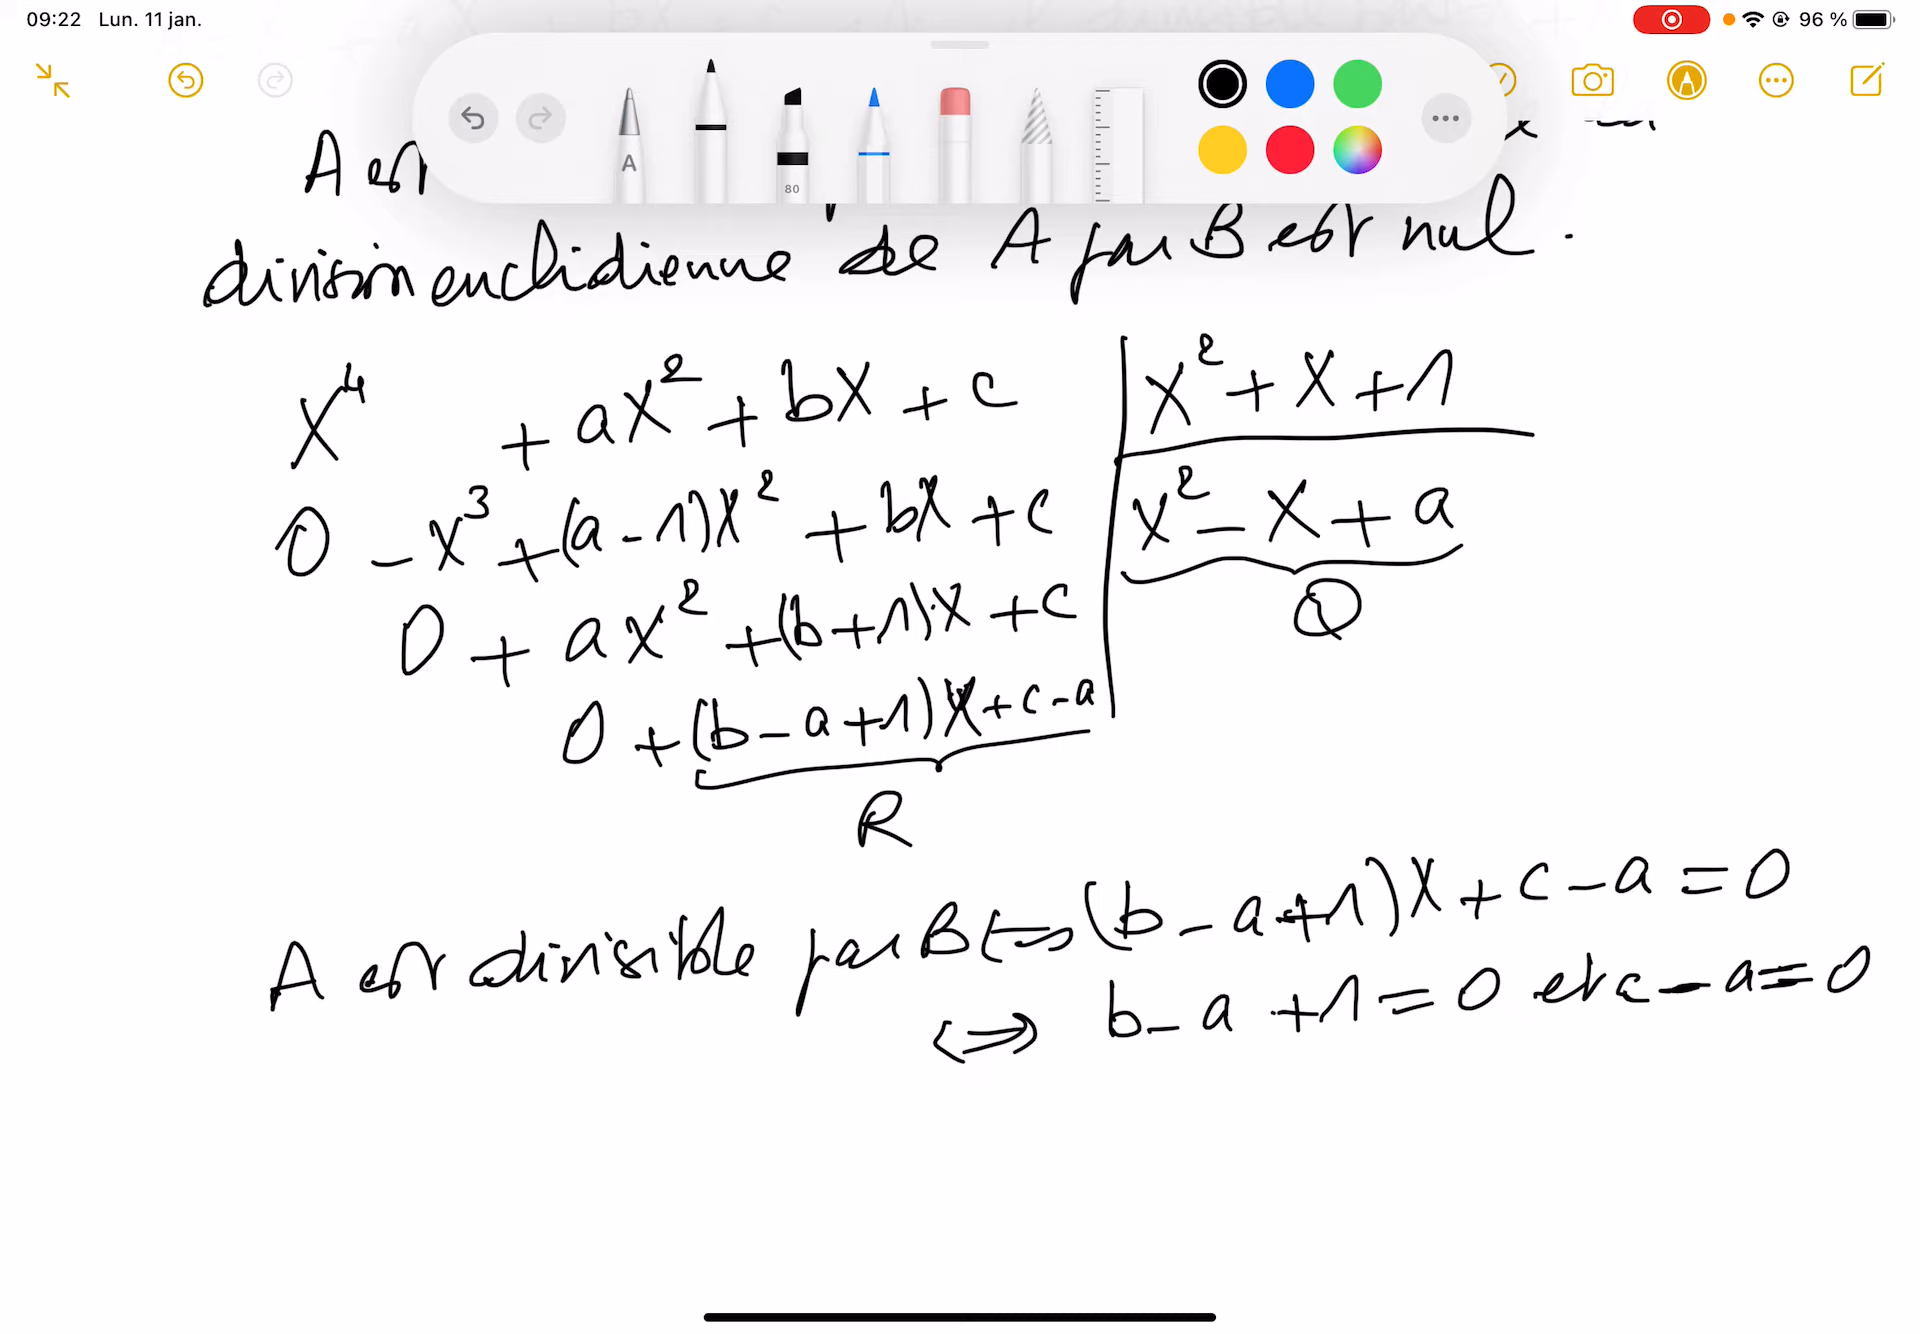 09:22 Lun. 11 jan. 96 %
A
80
A est
division euclidienne de A par B est nul.
X⁴ + aX² + bX + c | X² + X + 1
0 - X³ + (a - 1)X² + bX + c | X² - X + a
0 + aX² + (b + 1)·X + c Q
0 + (b - a + 1)X + c - a
R
A est divisible par B ⟺ (b - a + 1)X + c - a = 0
⟺ b - a + 1 = 0 et c - a = 0